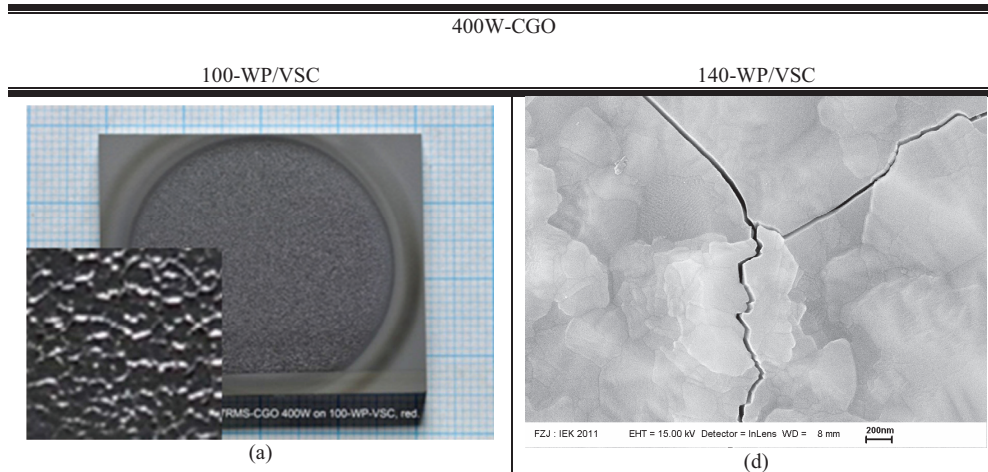 400W-CGO
100-WP/VSC
140-WP/VSC
RMS-CGO 400W on 100-WP-VSC, red.
(a)
FZJ : IEK 2011 EHT = 15.00 kV Detector = InLens WD = 8 mm 200nm
(d)